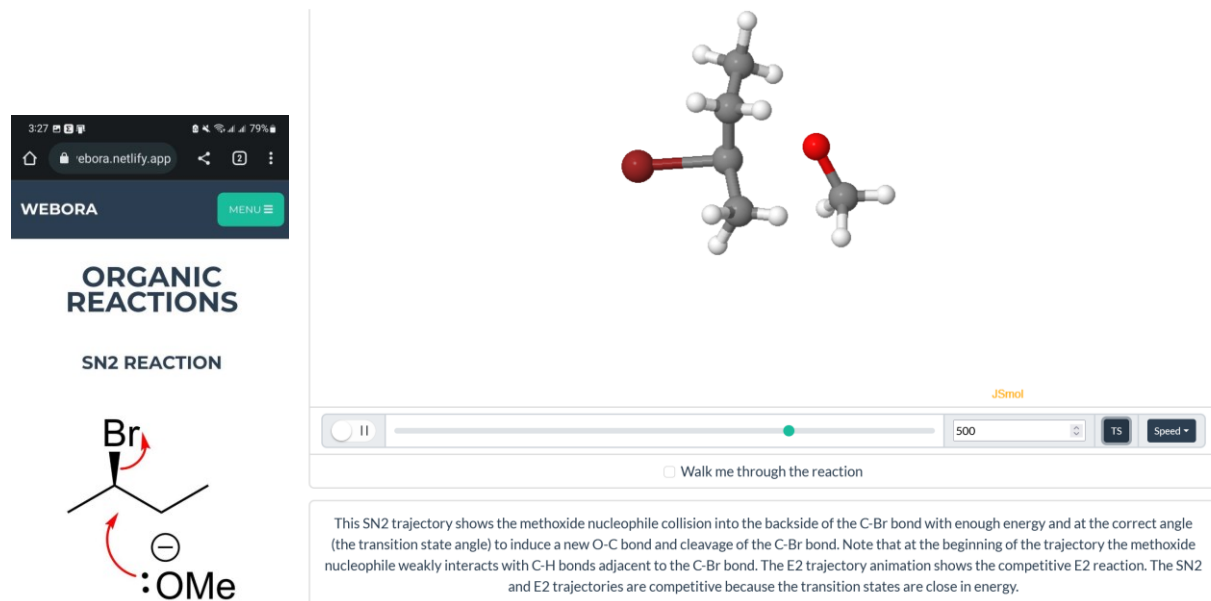 3:27
79%
ebora.netlify.app
2
WEBORA
MENU
ORGANIC
REACTIONS
SN2 REACTION
Br
:OMe
JSmol
500
TS
Speed
Walk me through the reaction
This SN2 trajectory shows the methoxide nucleophile collision into the backside of the C-Br bond with enough energy and at the correct angle
(the transition state angle) to induce a new O-C bond and cleavage of the C-Br bond. Note that at the beginning of the trajectory the methoxide
nucleophile weakly interacts with C-H bonds adjacent to the C-Br bond. The E2 trajectory animation shows the competitive E2 reaction. The SN2
and E2 trajectories are competitive because the transition states are close in energy.